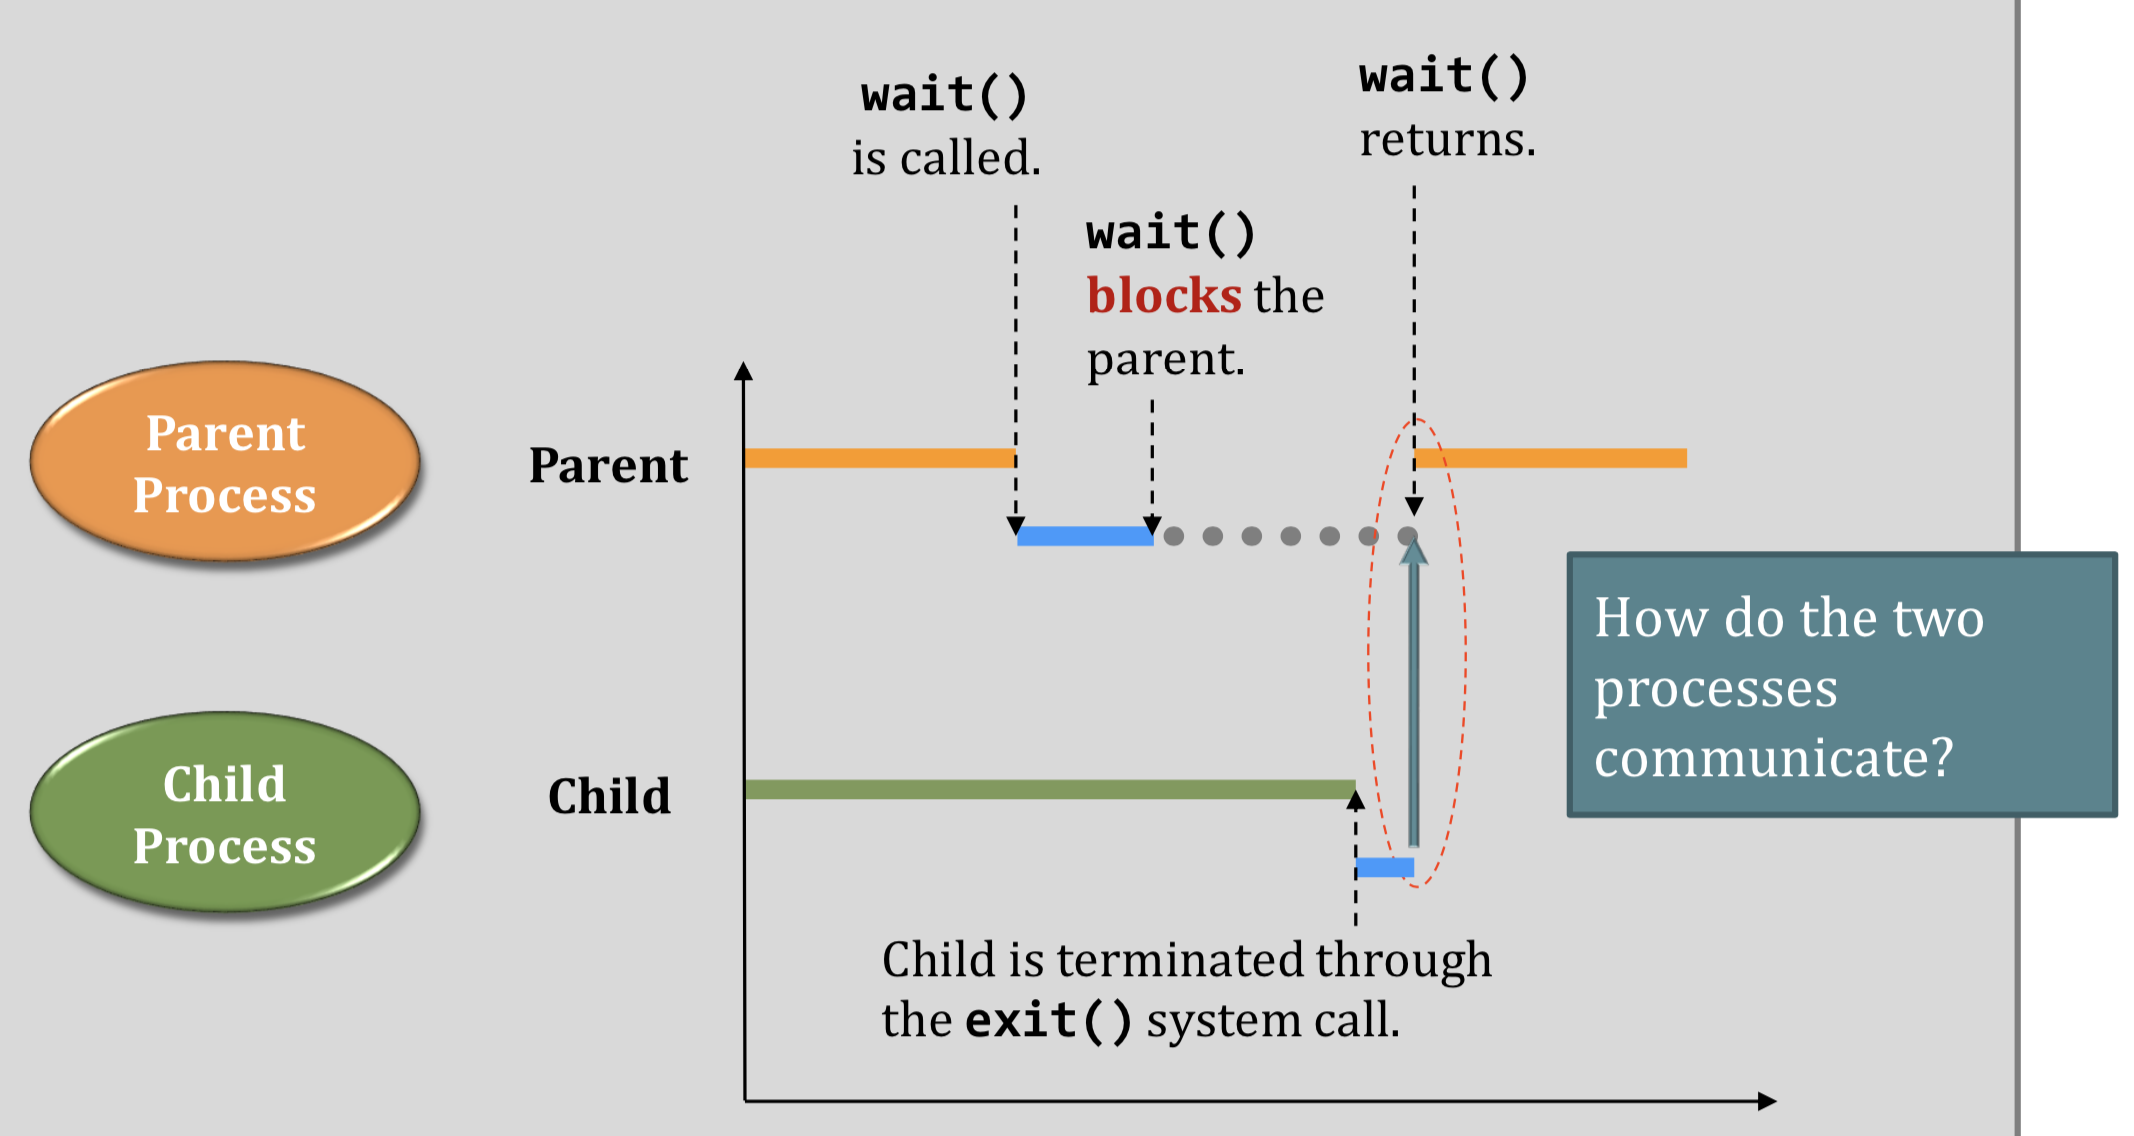 wait()
is called.
wait()
returns.
wait()
blocks the
parent.
Parent
Process
Parent
How do the two
processes
communicate?
Child
Process
Child
Child is terminated through
the exit() system call.